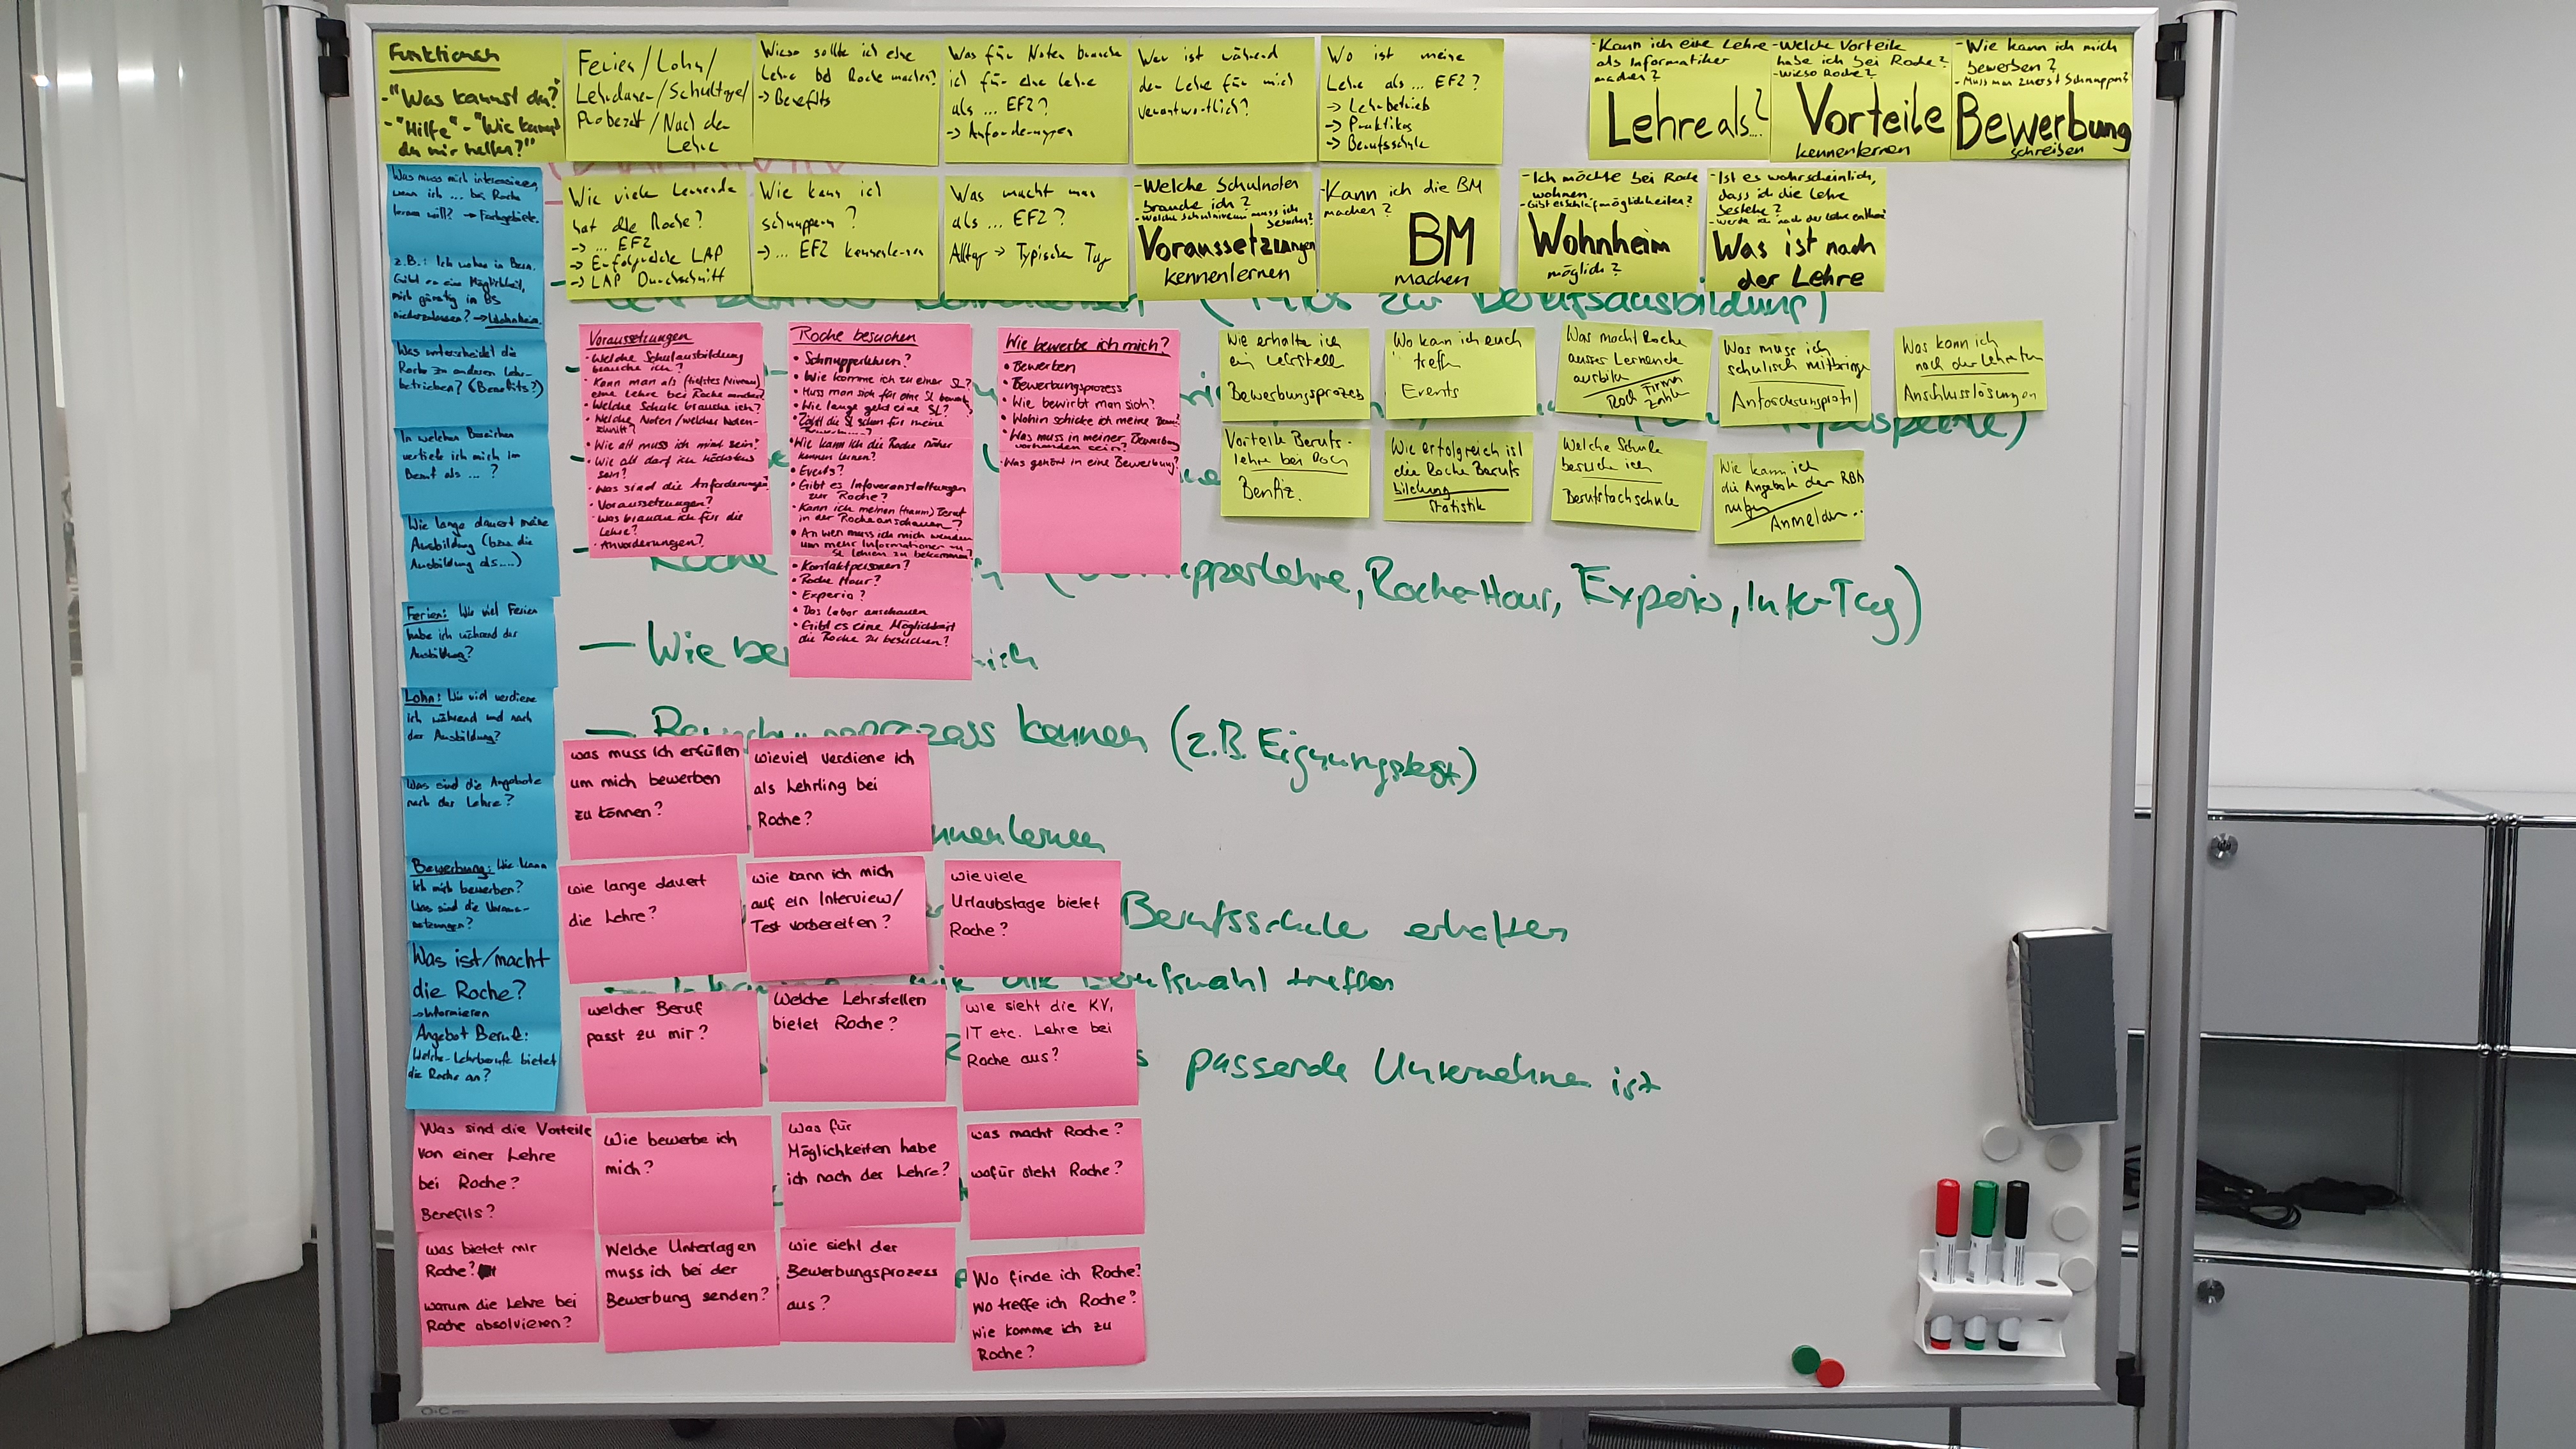 Funktionen
-"Was kannst du?"
-"Hilfe" - "Wie kannst
du mir helfen?"
Ferien/Lohn/
Lehrdauer/Schultage/
Probezeit/Nach der
Lehre
Wieso sollte ich eine
Lehre bei Roche machen?
→ Benefits
Was für Noten brauche
ich für eine Lehre
als ... EFZ?
→ Anforderungen
Wer ist während
der Lehre für mich
verantwortlich?
Wo ist meine
Lehre als ... EFZ?
→ Lehrbetrieb
→ Praktikas
→ Berufsschule
- Kann ich eine Lehre
als Informatiker
machen?
Lehre als...?
- Welche Vorteile
habe ich bei Roche?
- Wieso Roche?
Vorteile
kennenlernen
- Wie kann ich mich
bewerben?
- Muss man zuerst schnuppern?
Bewerbung
schreiben
Was muss mich interessieren,
wenn ich ... bei Roche
lernen will? → Fachgebiete.
Wie viele Lernende
hat die Roche?
→ ... EFZ
→ Erfolgreiche LAP
→ LAP Durchschnitt
Wie kann ich
schnuppern?
→ ... EFZ kennenlernen
Was macht man
als ... EFZ?
Alltag → Typischer Tag
- Welche Schulnoten
brauche ich?
- Welche Schulniveau muss ich
besuchen?
Voraussetzungen
kennenlernen
- Kann ich die BM
machen?
BM
machen
- Ich möchte bei Roche
wohnen.
- Gibt es Schlafmöglichkeiten?
Wohnheim
möglich?
- Ist es wahrscheinlich,
dass ich die Lehre
bestehe?
- Werde ich nach der Lehre
Was ist nach
der Lehre
z.B.: Ich wohne in Bern.
Gibt es eine Möglichkeit,
mich günstig in BS
niederzulassen? → Wohnheim.
(
zur Berufsausbildung)
Was unterscheidet die
Roche zu anderen Lehr-
betrieben? (Benefits?)
In welchen Bereichen
vertiefe ich mich im
Beruf als ... ?
Wie lange dauert meine
Ausbildung (bzw. die
Ausbildung als....)
Ferien: Wie viel Ferien
habe ich während der
Ausbildung?
Lohn: Wie viel verdiene
ich während und nach
der Ausbildung?
Was sind die Angebote
nach der Lehre?
Bewerbung: Wie kann
ich mich bewerben?
Was sind die Voraus-
setzungen?
Was ist/macht
die Roche?
→ Informieren
Angebot Berufe:
Welche Lehrberufe bietet
die Roche an?
Voraussetzungen
• Welche Schulausbildung
brauche ich?
• Kann man als (tiefstes Niveau)
eine Lehre bei Roche machen?
• Welche Schule brauche ich?
• Welche Noten/welcher Noten-
schnitt?
• Wie alt muss ich mind sein?
• Wie alt darf ich höchstens
sein?
• Was sind die Anforderungen?
• Voraussetzungen?
• Was brauche ich für die
Lehre?
• Anvorderungen?
Roche besuchen
• Schnupperlehren?
• Wie komme ich zu einer SL?
• Muss man sich für eine SL
• Wie lange geht eine SL?
• Zählt die SL schon für meine
• Wie kann ich die Roche näher
kennen lernen?
• Events?
• Gibt es Infoveranstaltungen
zur Roche?
• Kann ich meinen (traum) Beruf
in der Roche anschauen?
• An wen muss ich mich wenden
um mehr Informationen zu
SL lehren zu bekommen?
• Kontaktpersonen?
• Roche Hour?
• Experio?
• Das Labor anschauen
• Gibt es eine Möglichkeit
die Roche zu besuchen?
Wie bewerbe ich mich?
• Bewerben
• Bewerbungsprozess
• Wie bewirbt man sich?
• Wohin schicke ich meine Bewer.?
• Was muss in meiner Bewerbung
vorhanden sein?
• Was gehört in eine Bewerbung?
Wie erhalte ich
ein Lehrstelle
Bewerbungsprozess
Wo kann ich euch
treffen
Events
Was macht Roche
ausser Lernende
ausbilden
Roche Firma
Zahlen
Was muss ich
schulisch mitbringen
Anforderungsprofil
Was kann ich
nach der Lehre tun
Anschlusslösungen
Vorteile Berufs-
lehre bei Roche
Benfiz.
Wie erfolgreich ist
die Roche Berufs
bildung
Statistik
Welche Schule
besuche ich
Berufsfachschule
Wie kann ich
die Angebote der RBA
nutzen
Anmelden...
Roche
(
upperlehre, Roche-Hour, Experio, Info-Tag)
— Wie be
ich
kennen (z.B. Eignungstest)
nnenlernen
Berufsschule erhalten
die Berufswahl treffen
passende Unternehmen ist
was muss ich erfüllen
um mich bewerben
zu können?
wieviel verdiene ich
als Lehrling bei
Roche?
wie lange dauert
die Lehre?
wie kann ich mich
auf ein Interview/
Test vorbereiten?
wieviele
Urlaubstage bietet
Roche?
welcher Beruf
passt zu mir?
Welche Lehrstellen
bietet Roche?
wie sieht die KV,
IT etc. Lehre bei
Roche aus?
Was sind die Vorteile
von einer Lehre
bei Roche?
Benefits?
Wie bewerbe ich
mich?
Was für
Möglichkeiten habe
ich nach der Lehre?
was macht Roche?
wofür steht Roche?
was bietet mir
Roche?
warum die Lehre bei
Roche absolvieren?
Welche Unterlagen
muss ich bei der
Bewerbung senden?
wie sieht der
Bewerbungsprozess
aus?
Wo finde ich Roche?
wo treffe ich Roche?
wie komme ich zu
Roche?